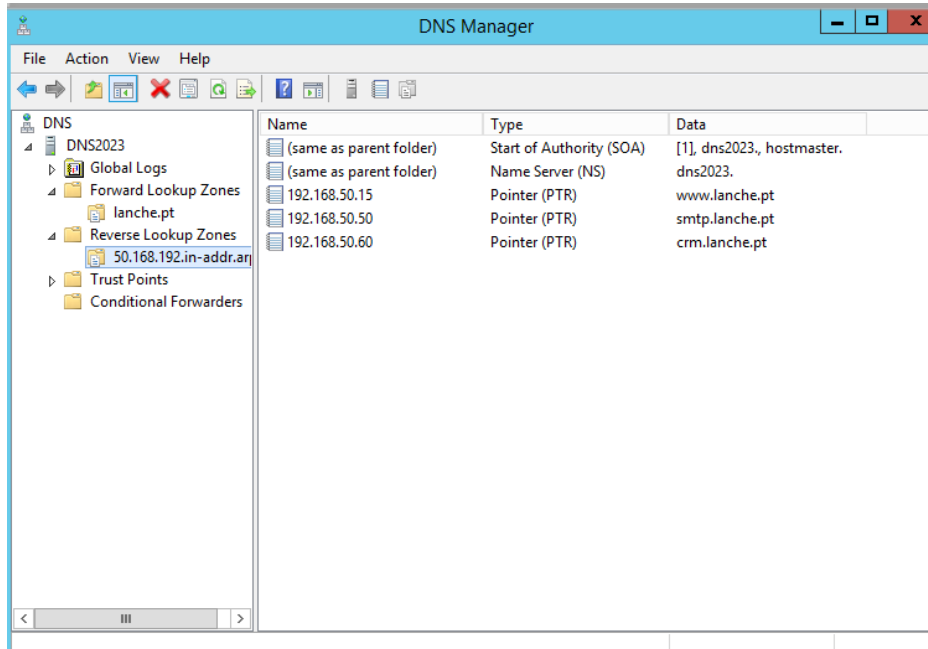 DNS Manager
File Action View Help
DNS
DNS2023
Global Logs
Forward Lookup Zones
lanche.pt
Reverse Lookup Zones
50.168.192.in-addr.arp
Trust Points
Conditional Forwarders
Name Type Data
(same as parent folder) Start of Authority (SOA) [1], dns2023., hostmaster.
(same as parent folder) Name Server (NS) dns2023.
192.168.50.15 Pointer (PTR) www.lanche.pt
192.168.50.50 Pointer (PTR) smtp.lanche.pt
192.168.50.60 Pointer (PTR) crm.lanche.pt